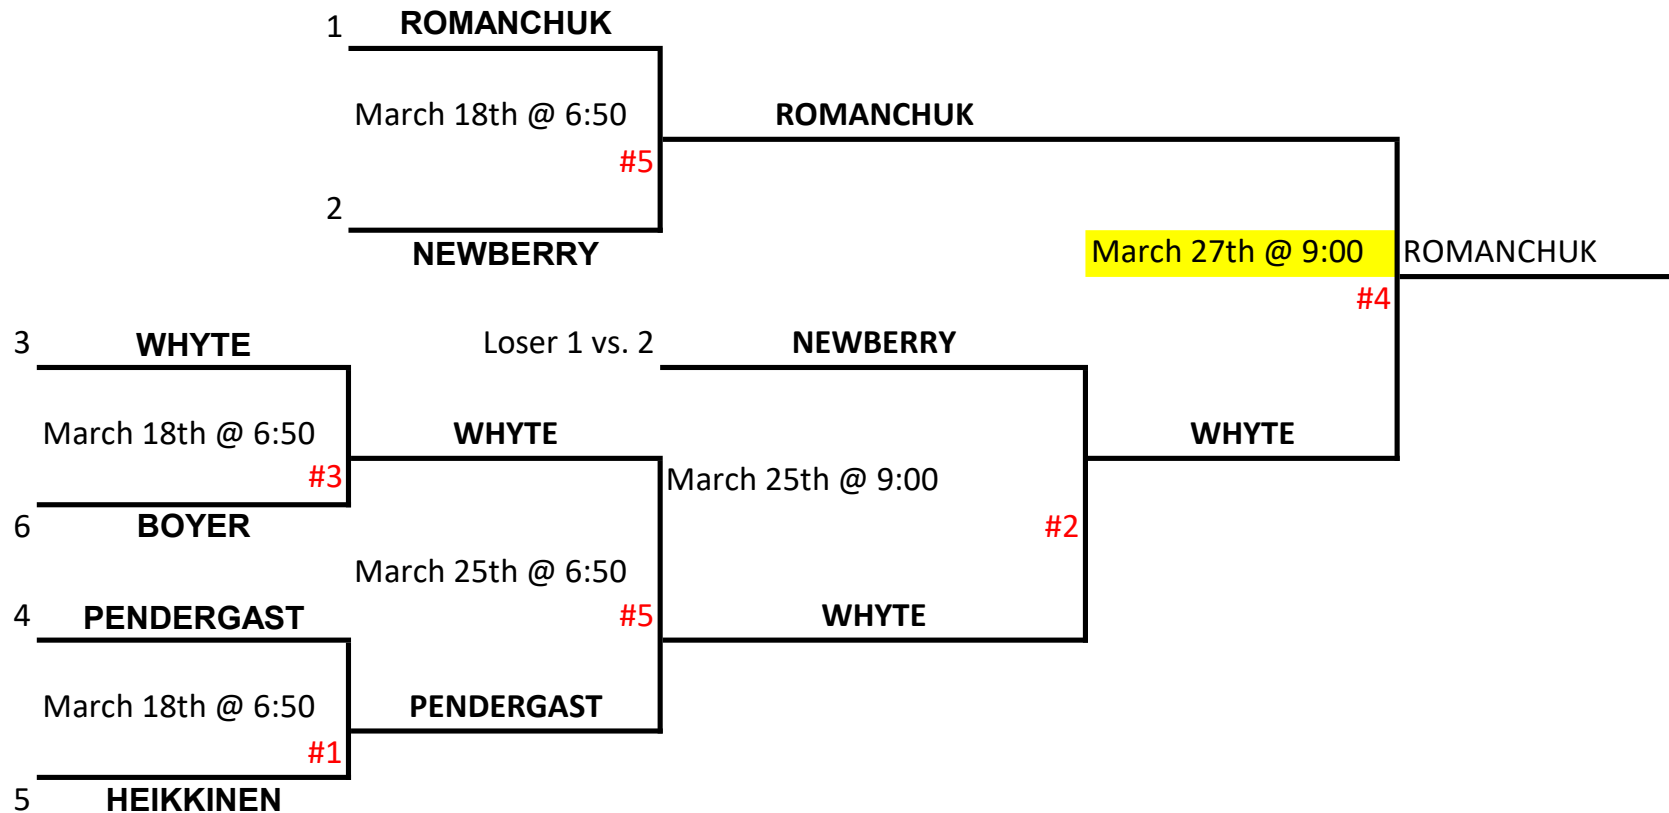 1 ROMANCHUK
March 18th @ 6:50 ROMANCHUK
#5
2
NEWBERRY March 27th @ 9:00 ROMANCHUK
#4
3 WHYTE Loser 1 vs. 2 NEWBERRY
March 18th @ 6:50 WHYTE WHYTE
#3 March 25th @ 9:00
6 BOYER #2
March 25th @ 6:50
4 PENDERGAST #5 WHYTE
March 18th @ 6:50 PENDERGAST
#1
5 HEIKKINEN